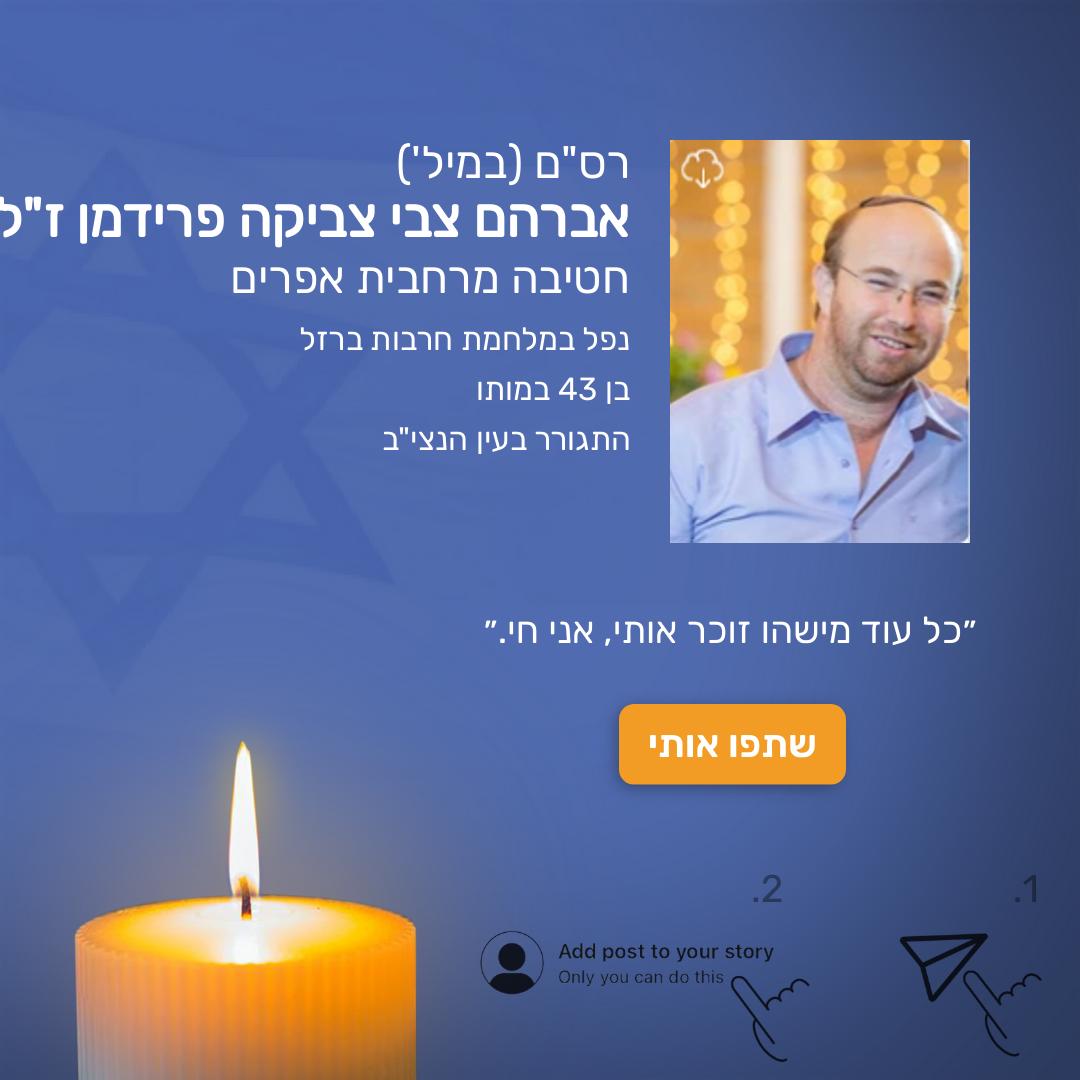 רס"ם (במיל')
אברהם צבי צביקה פרידמן ז"ל
חטיבה מרחבית אפרים
נפל במלחמת חרבות ברזל
בן 43 במותו
התגורר בעין הנצי"ב
״כל עוד מישהו זוכר אותי, אני חי.״
שתפו אותי
1.
2.
Add post to your story
Only you can do this